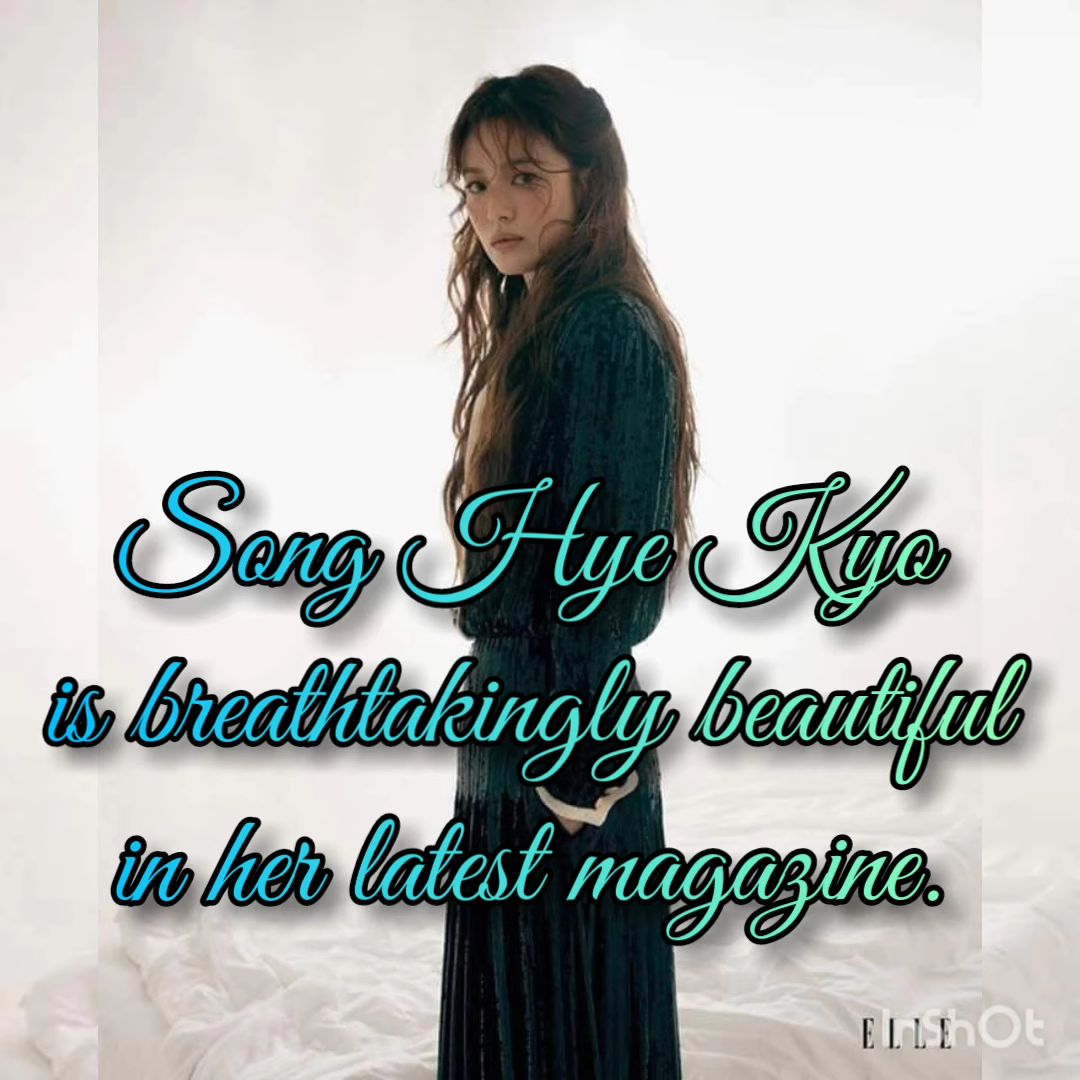 Song Hye Kyo
is breathtakingly beautiful
in her latest magazine.
ELLE
InShOt